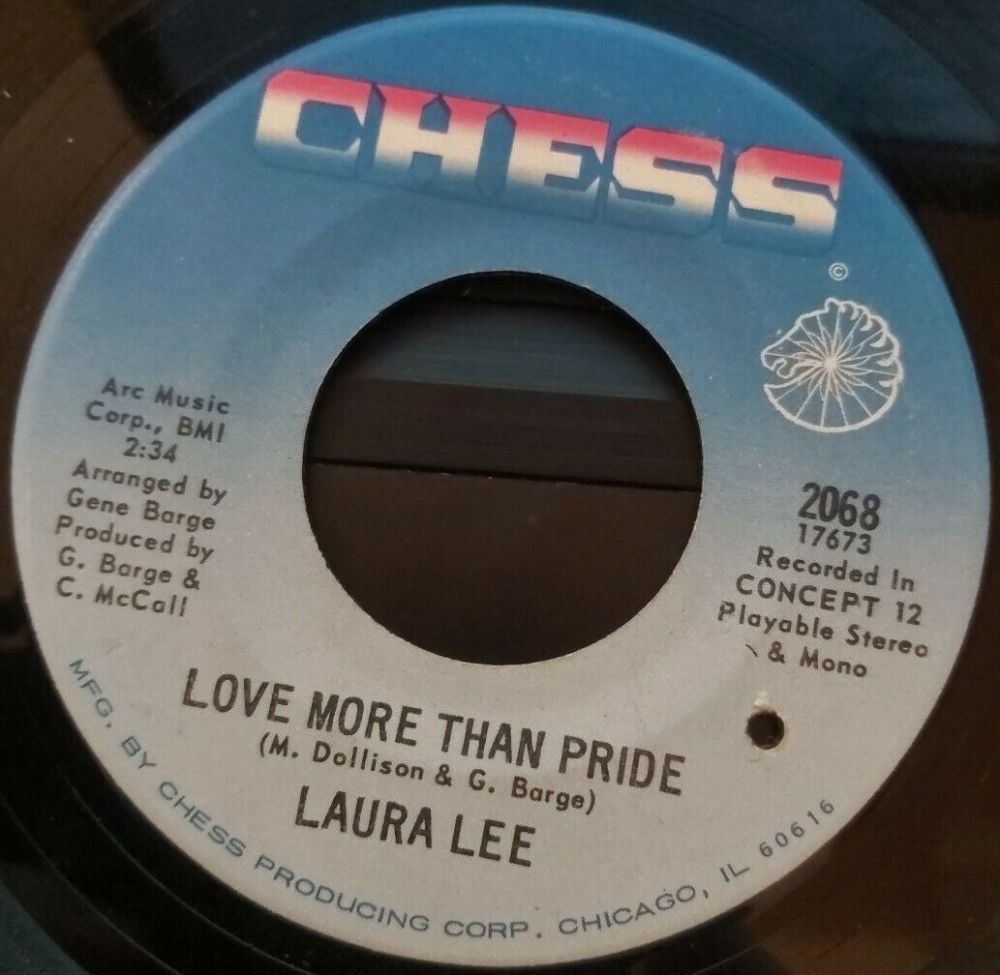 CHESS
©
Arc Music
Corp., BMI
2:34
Arranged by
Gene Barge
Produced by
G. Barge &
C. McCall
2068
17673
Recorded In
CONCEPT 12
Playable Stereo
& Mono
LOVE MORE THAN PRIDE
(M. Dollison & G. Barge)
LAURA LEE
MFG. BY CHESS PRODUCING CORP. CHICAGO, IL 60616